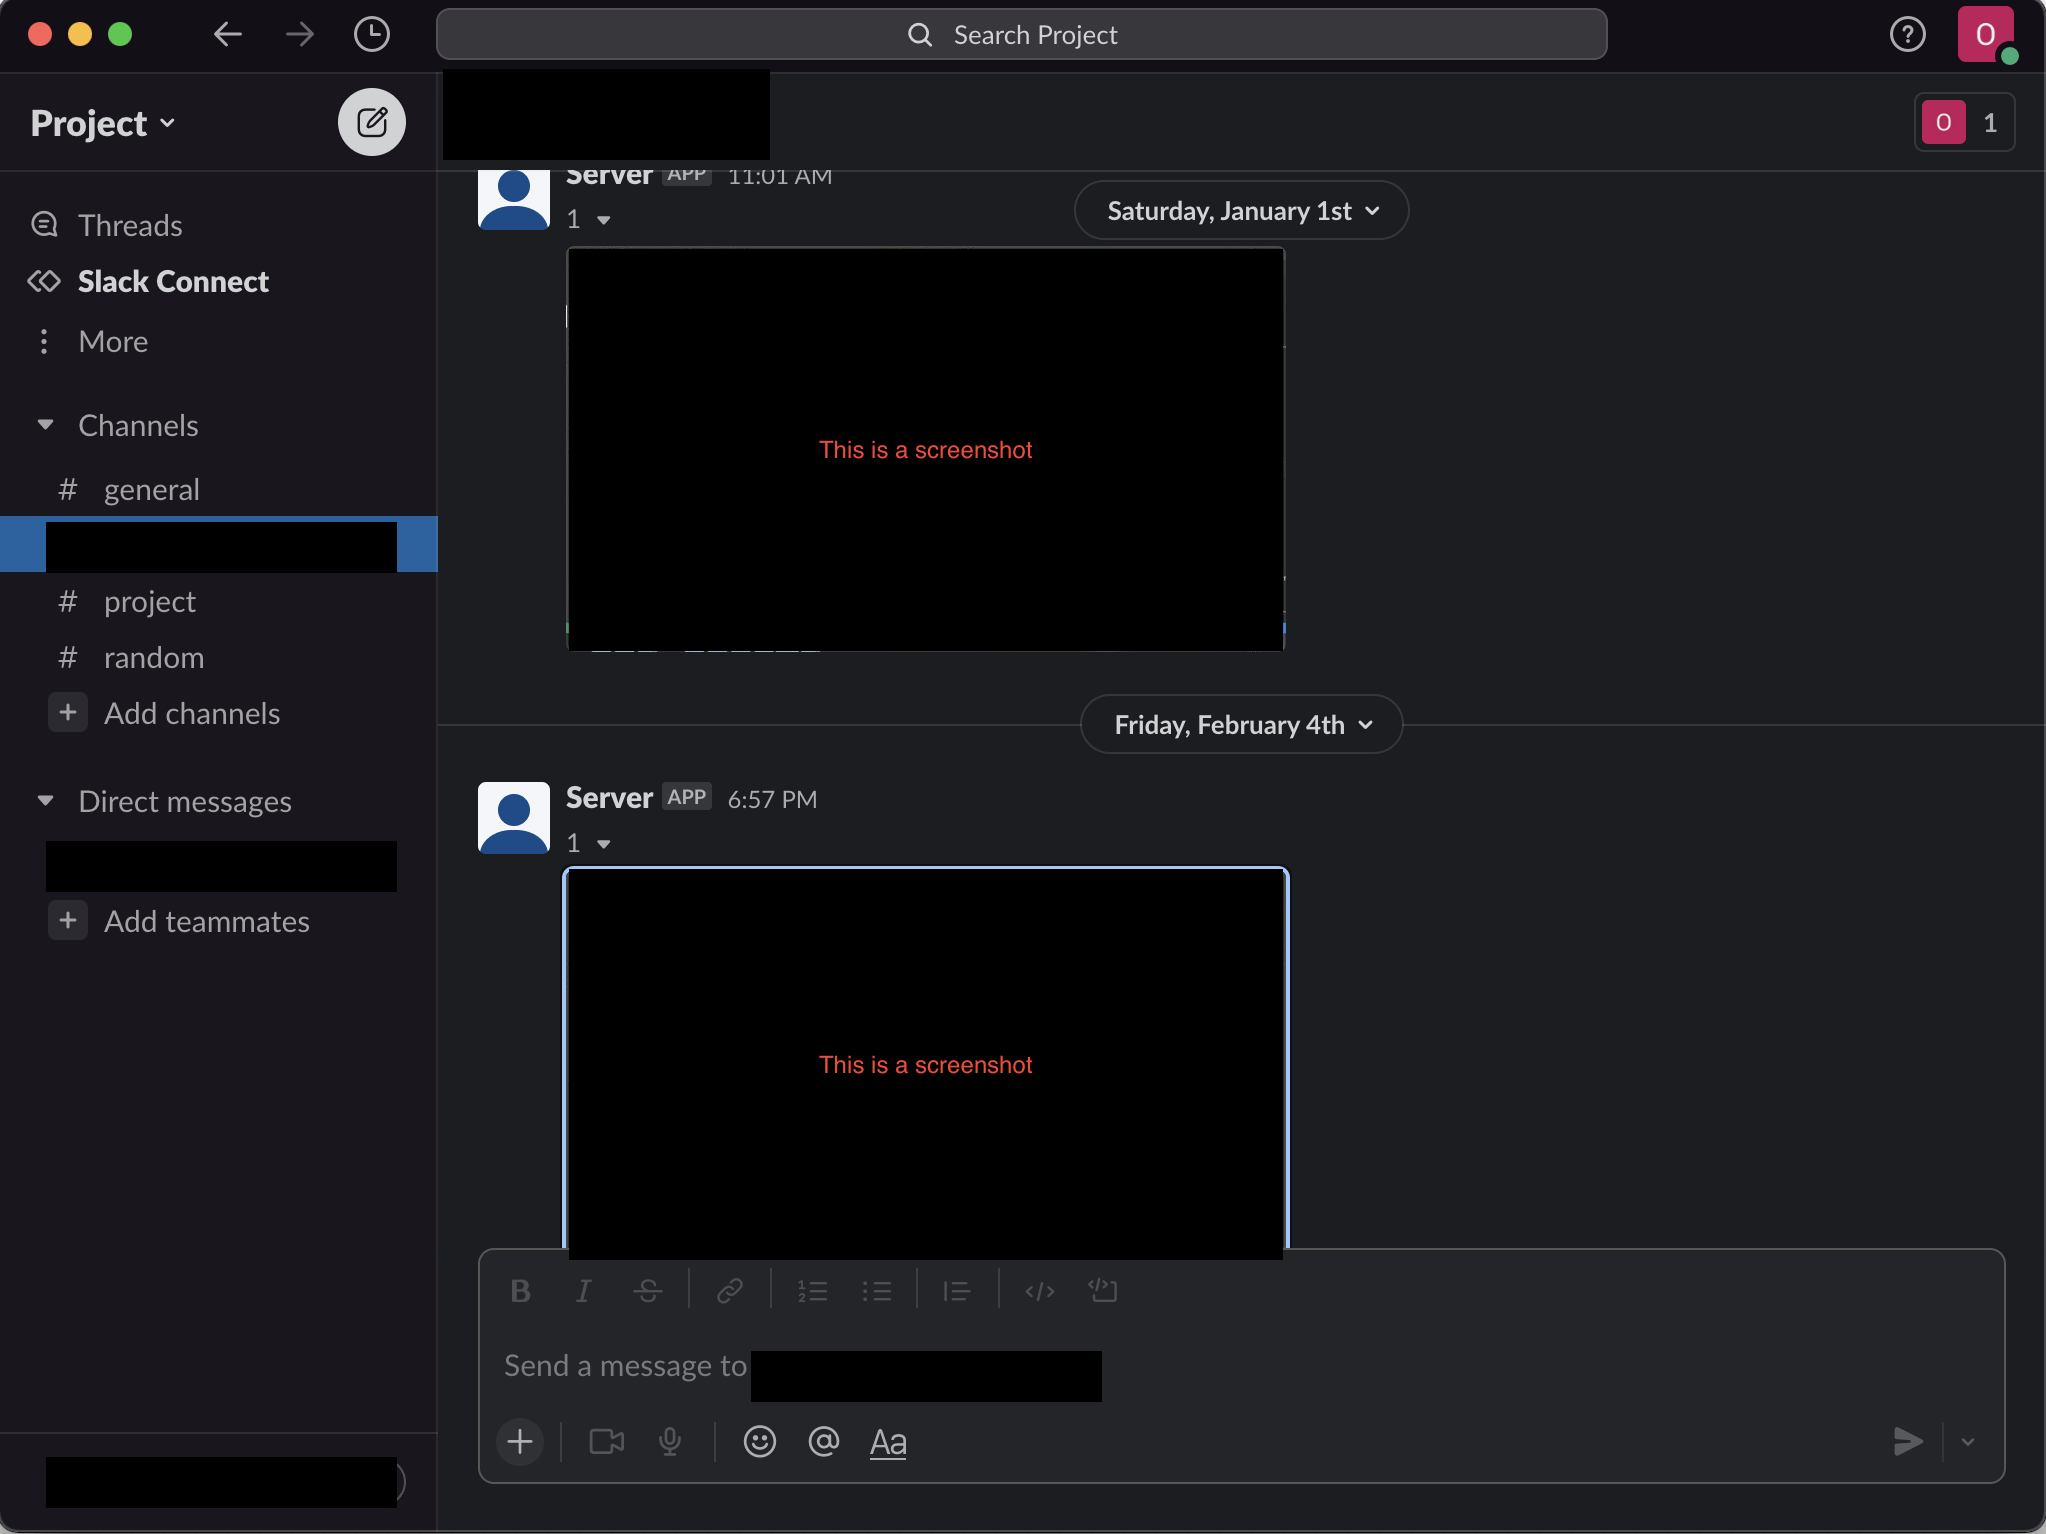 Search Project
O
Project
O 1
Threads
Slack Connect
More
Channels
# general
# project
# random
+ Add channels
Direct messages
+ Add teammates
Server APP 11:01 AM
1
Saturday, January 1st
This is a screenshot
Friday, February 4th
Server APP 6:57 PM
1
This is a screenshot
B I S
Send a message to
@ Aa